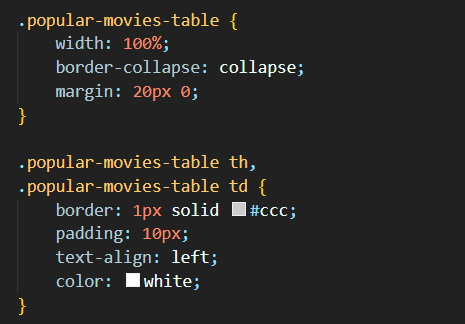 .popular-movies-table {
    width: 100%;
    border-collapse: collapse;
    margin: 20px 0;
}

.popular-movies-table th,
.popular-movies-table td {
    border: 1px solid #ccc;
    padding: 10px;
    text-align: left;
    color: white;
}